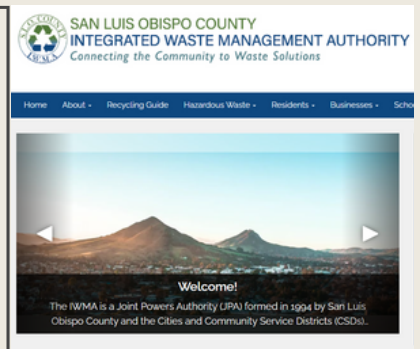 SAN LUIS OBISPO COUNTY
INTEGRATED WASTE MANAGEMENT AUTHORITY
Connecting the Community to Waste Solutions
Home About Recycling Guide Hazardous Waste Residents Businesses Scho
Welcome!
The IWMA is a Joint Powers Authority (JPA) formed in 1994 by San Luis
Obispo County and the Cities and Community Service Districts (CSDs)...